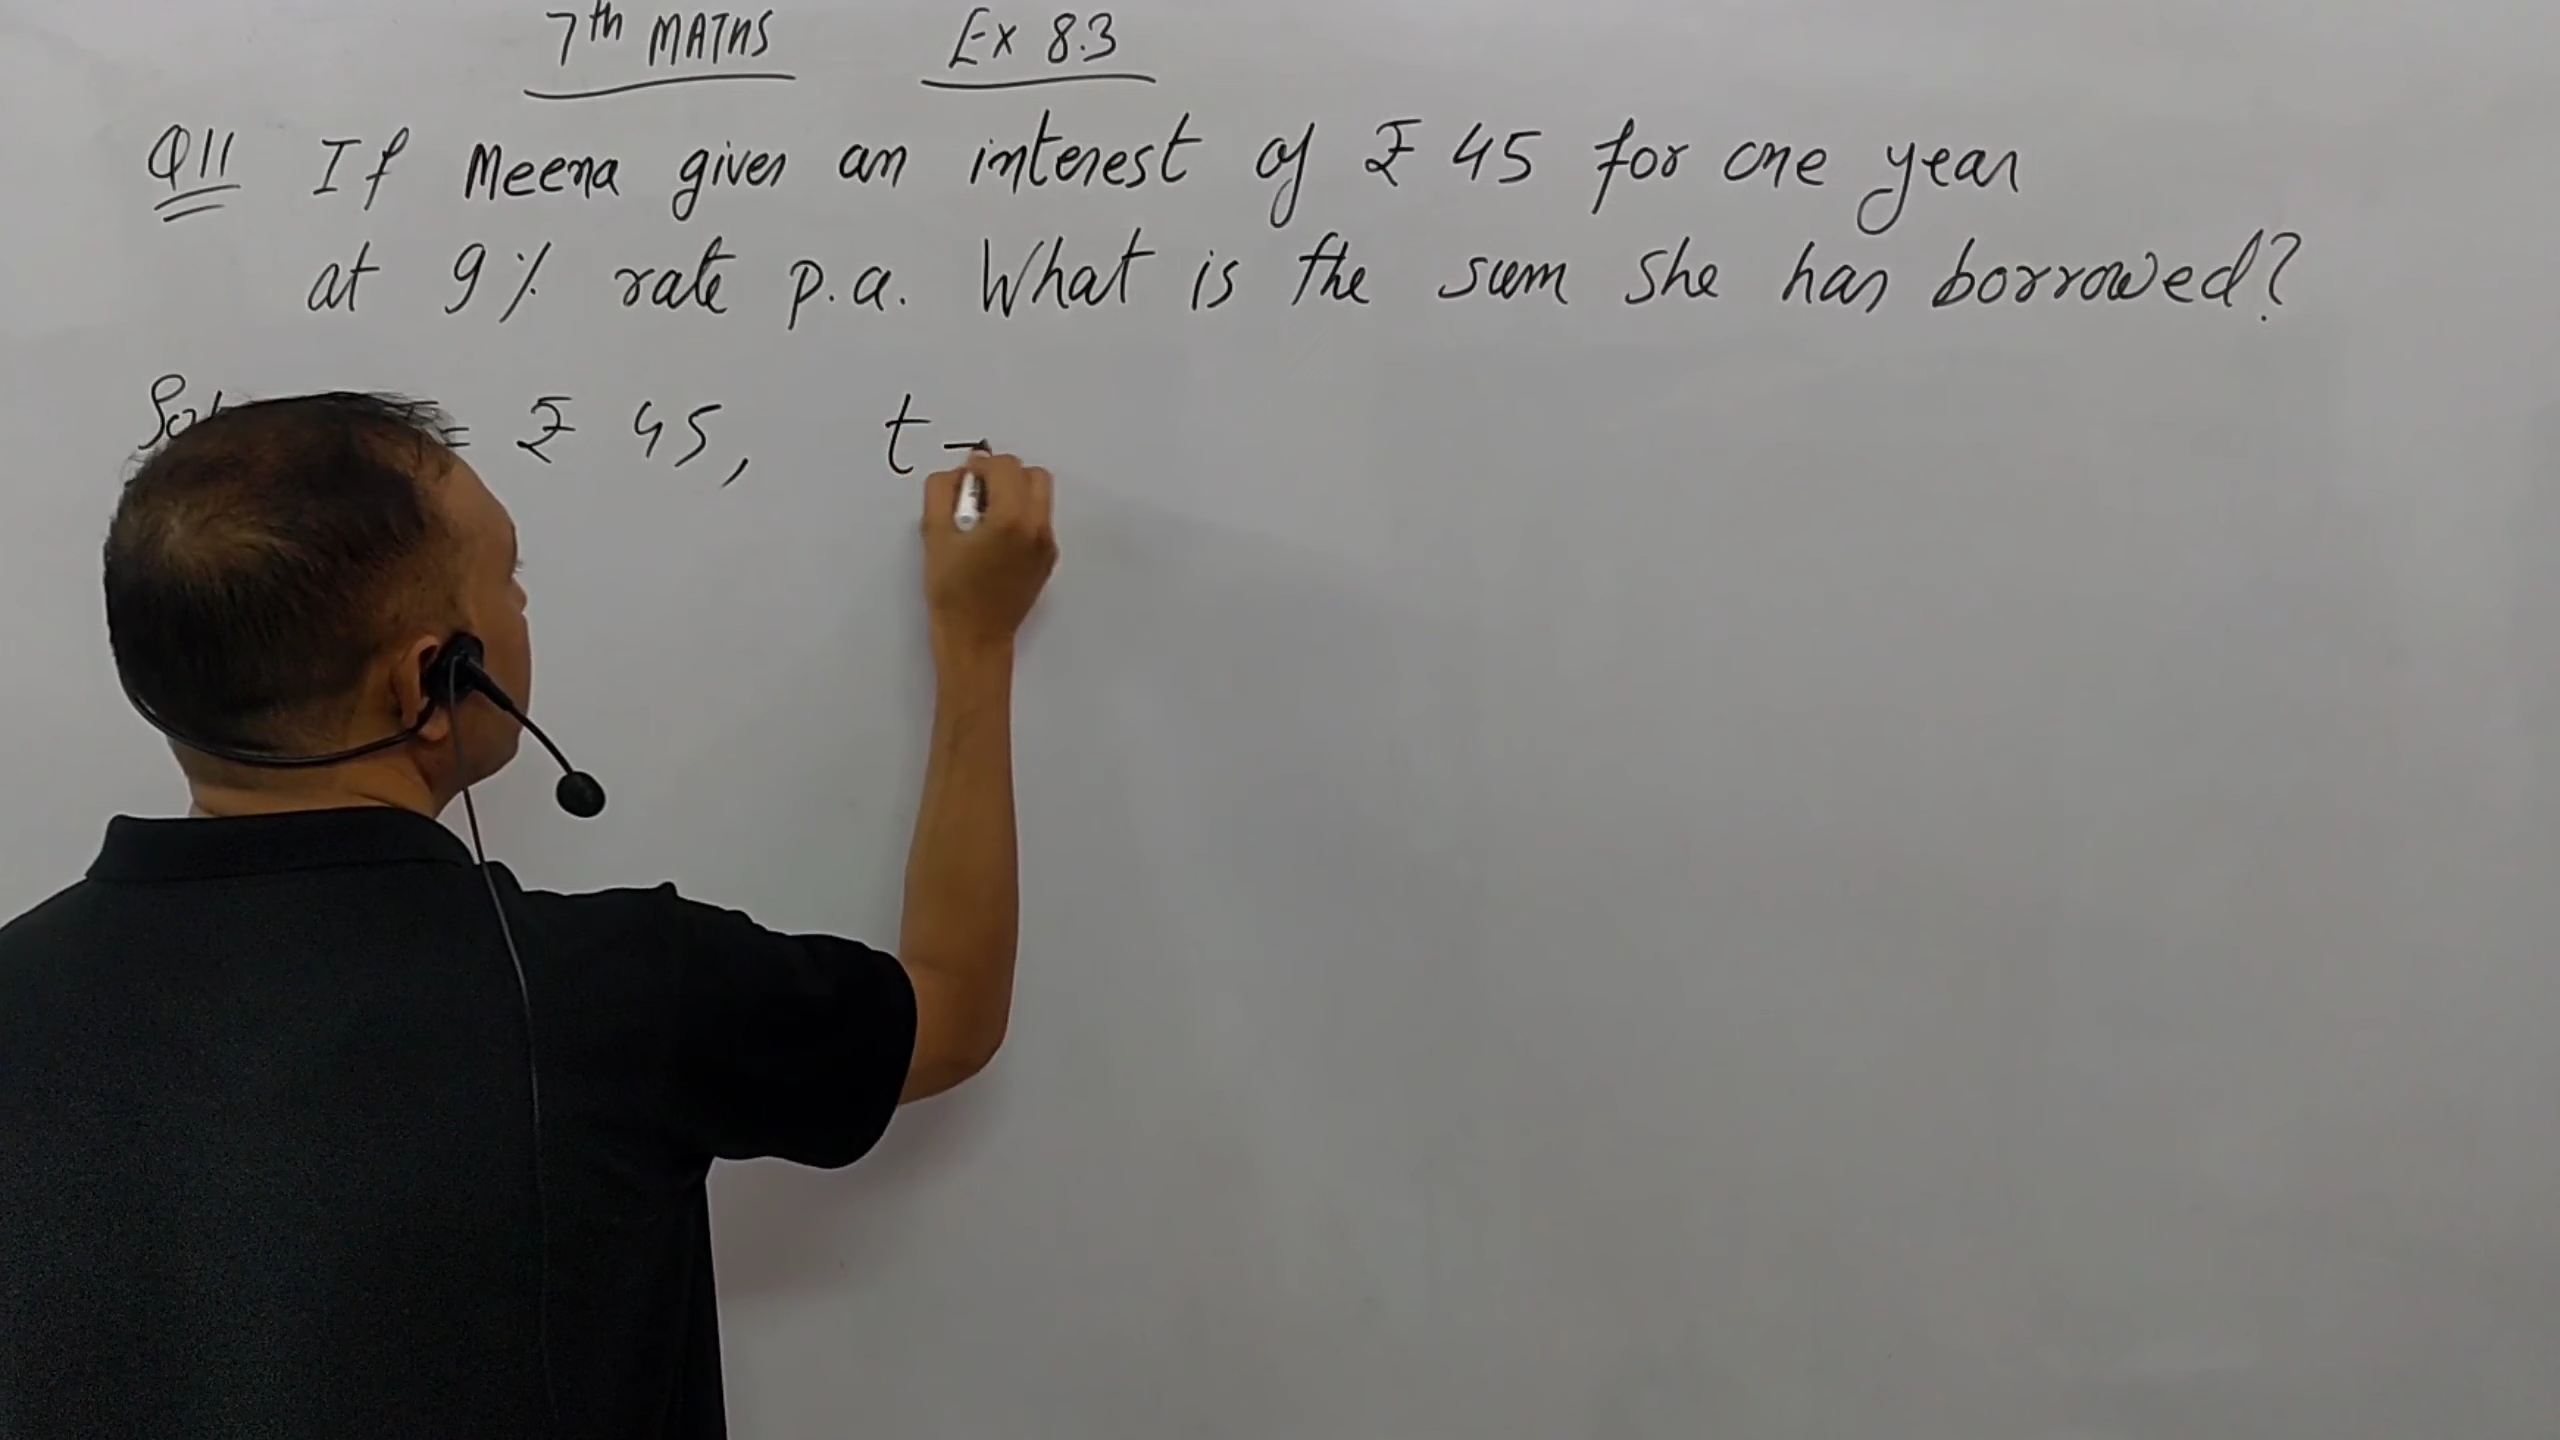 7th MATHS Ex 8.3
Q11 If Meena gives an interest of ₹ 45 for one year
at 9% rate p.a. What is the sum she has borrowed?
= ₹ 45, t -